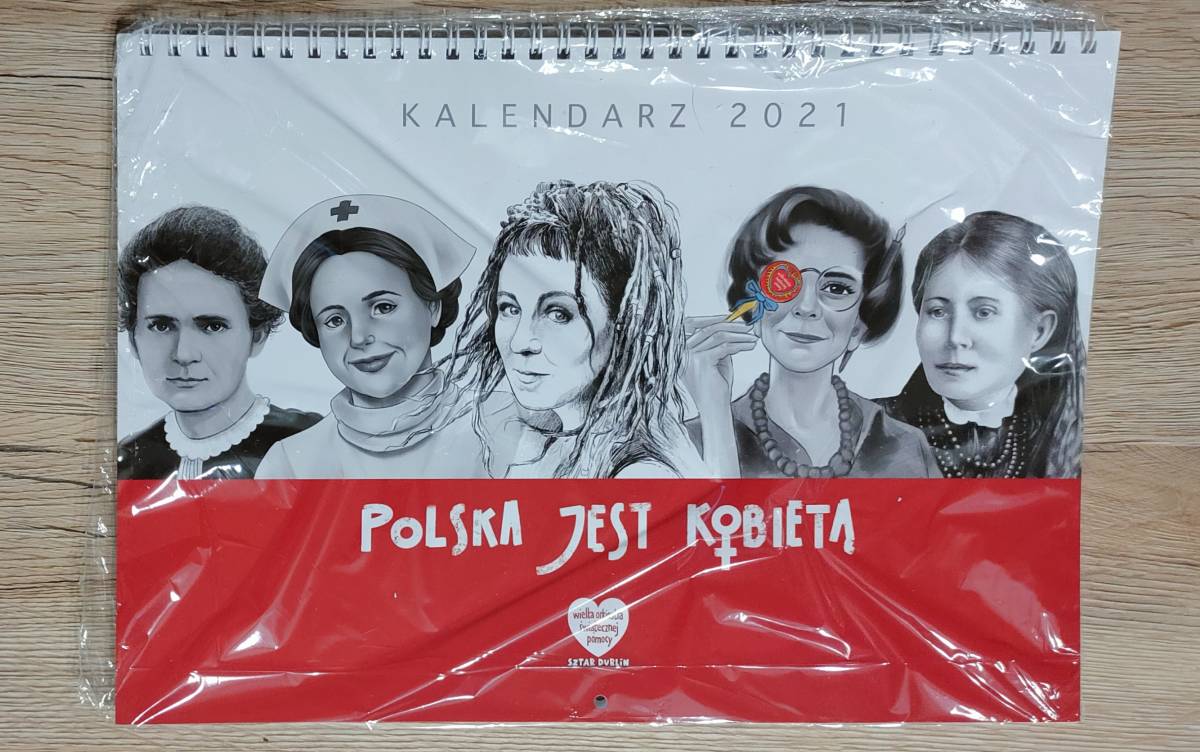 KALENDARZ 2021
POLSKA JEST KOBIETĄ
wielka orkiestra
świątecznej
pomocy
SZTAB DUBLIN